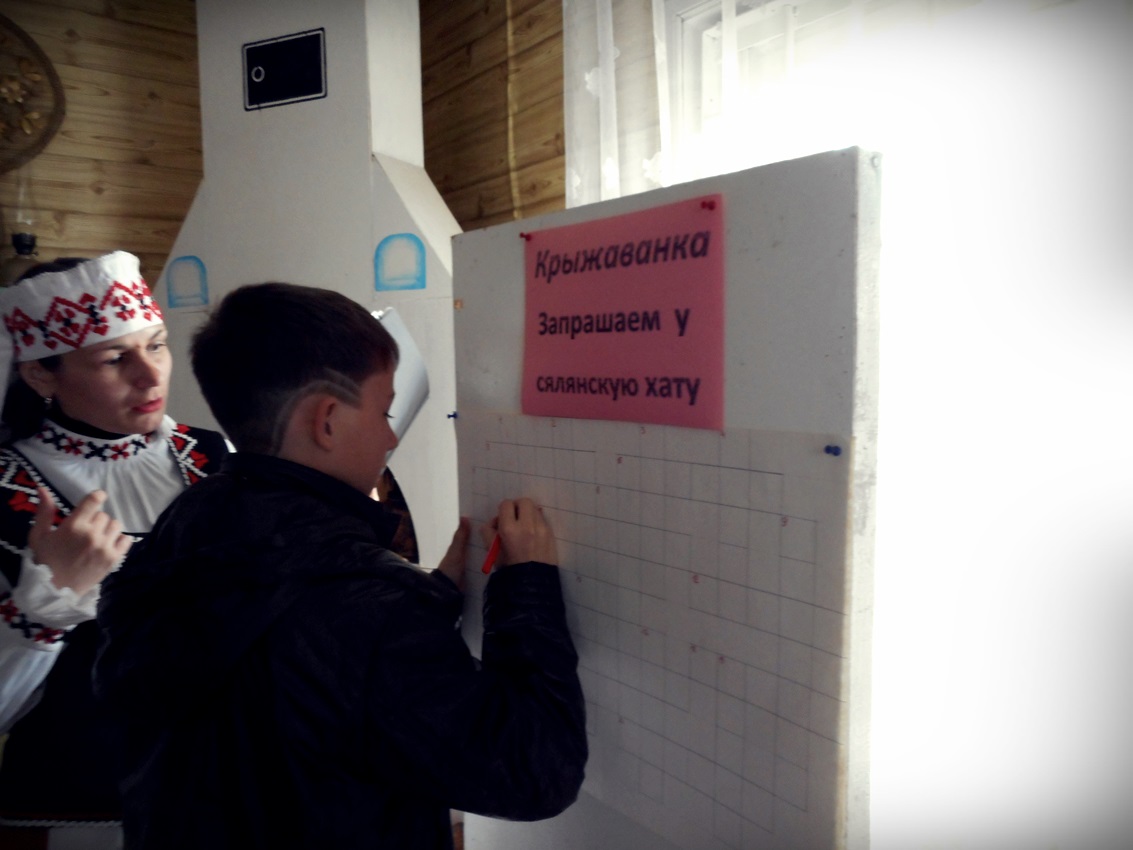 Крыжаванка
Запрашаем у
сялянскую хату